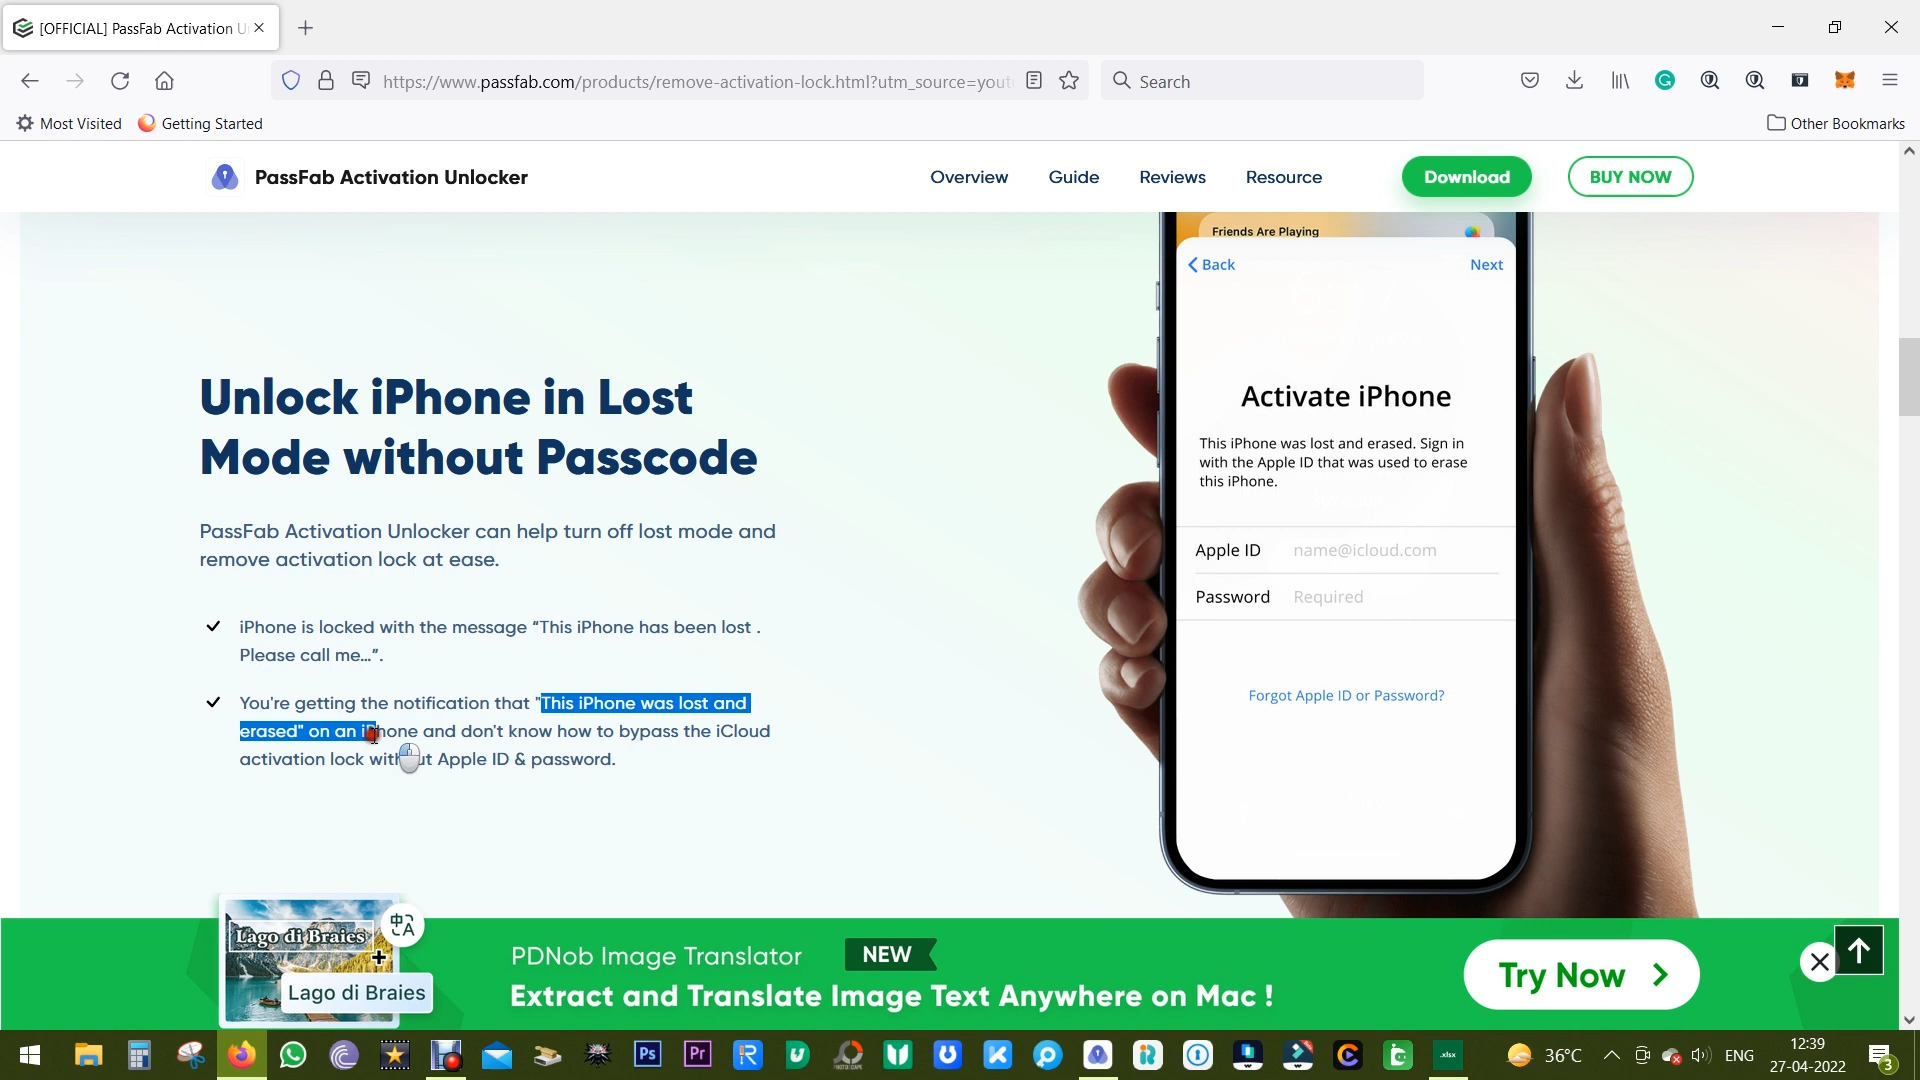 [OFFICIAL] PassFab Activation U
https://www.passfab.com/products/remove-activation-lock.html?utm_source=yout
Search
Most Visited
Getting Started
Other Bookmarks
PassFab Activation Unlocker
Overview
Guide
Reviews
Resource
Download
BUY NOW
Friends Are Playing
Back
Next
Activate iPhone
This iPhone was lost and erased. Sign in
with the Apple ID that was used to erase
this iPhone.
Apple ID name@icloud.com
Password Required
Forgot Apple ID or Password?
Unlock iPhone in Lost
Mode without Passcode
PassFab Activation Unlocker can help turn off lost mode and
remove activation lock at ease.
iPhone is locked with the message “This iPhone has been lost .
Please call me...”.
You're getting the notification that "This iPhone was lost and
erased" on an iPhone and don't know how to bypass the iCloud
activation lock without Apple ID & password.
Lago di Braies
中 A
Lago di Braies
PDNob Image Translator
NEW
Extract and Translate Image Text Anywhere on Mac !
Try Now
Ps
Pr
.xlsx
36°C
ENG
12:39
27-04-2022
3